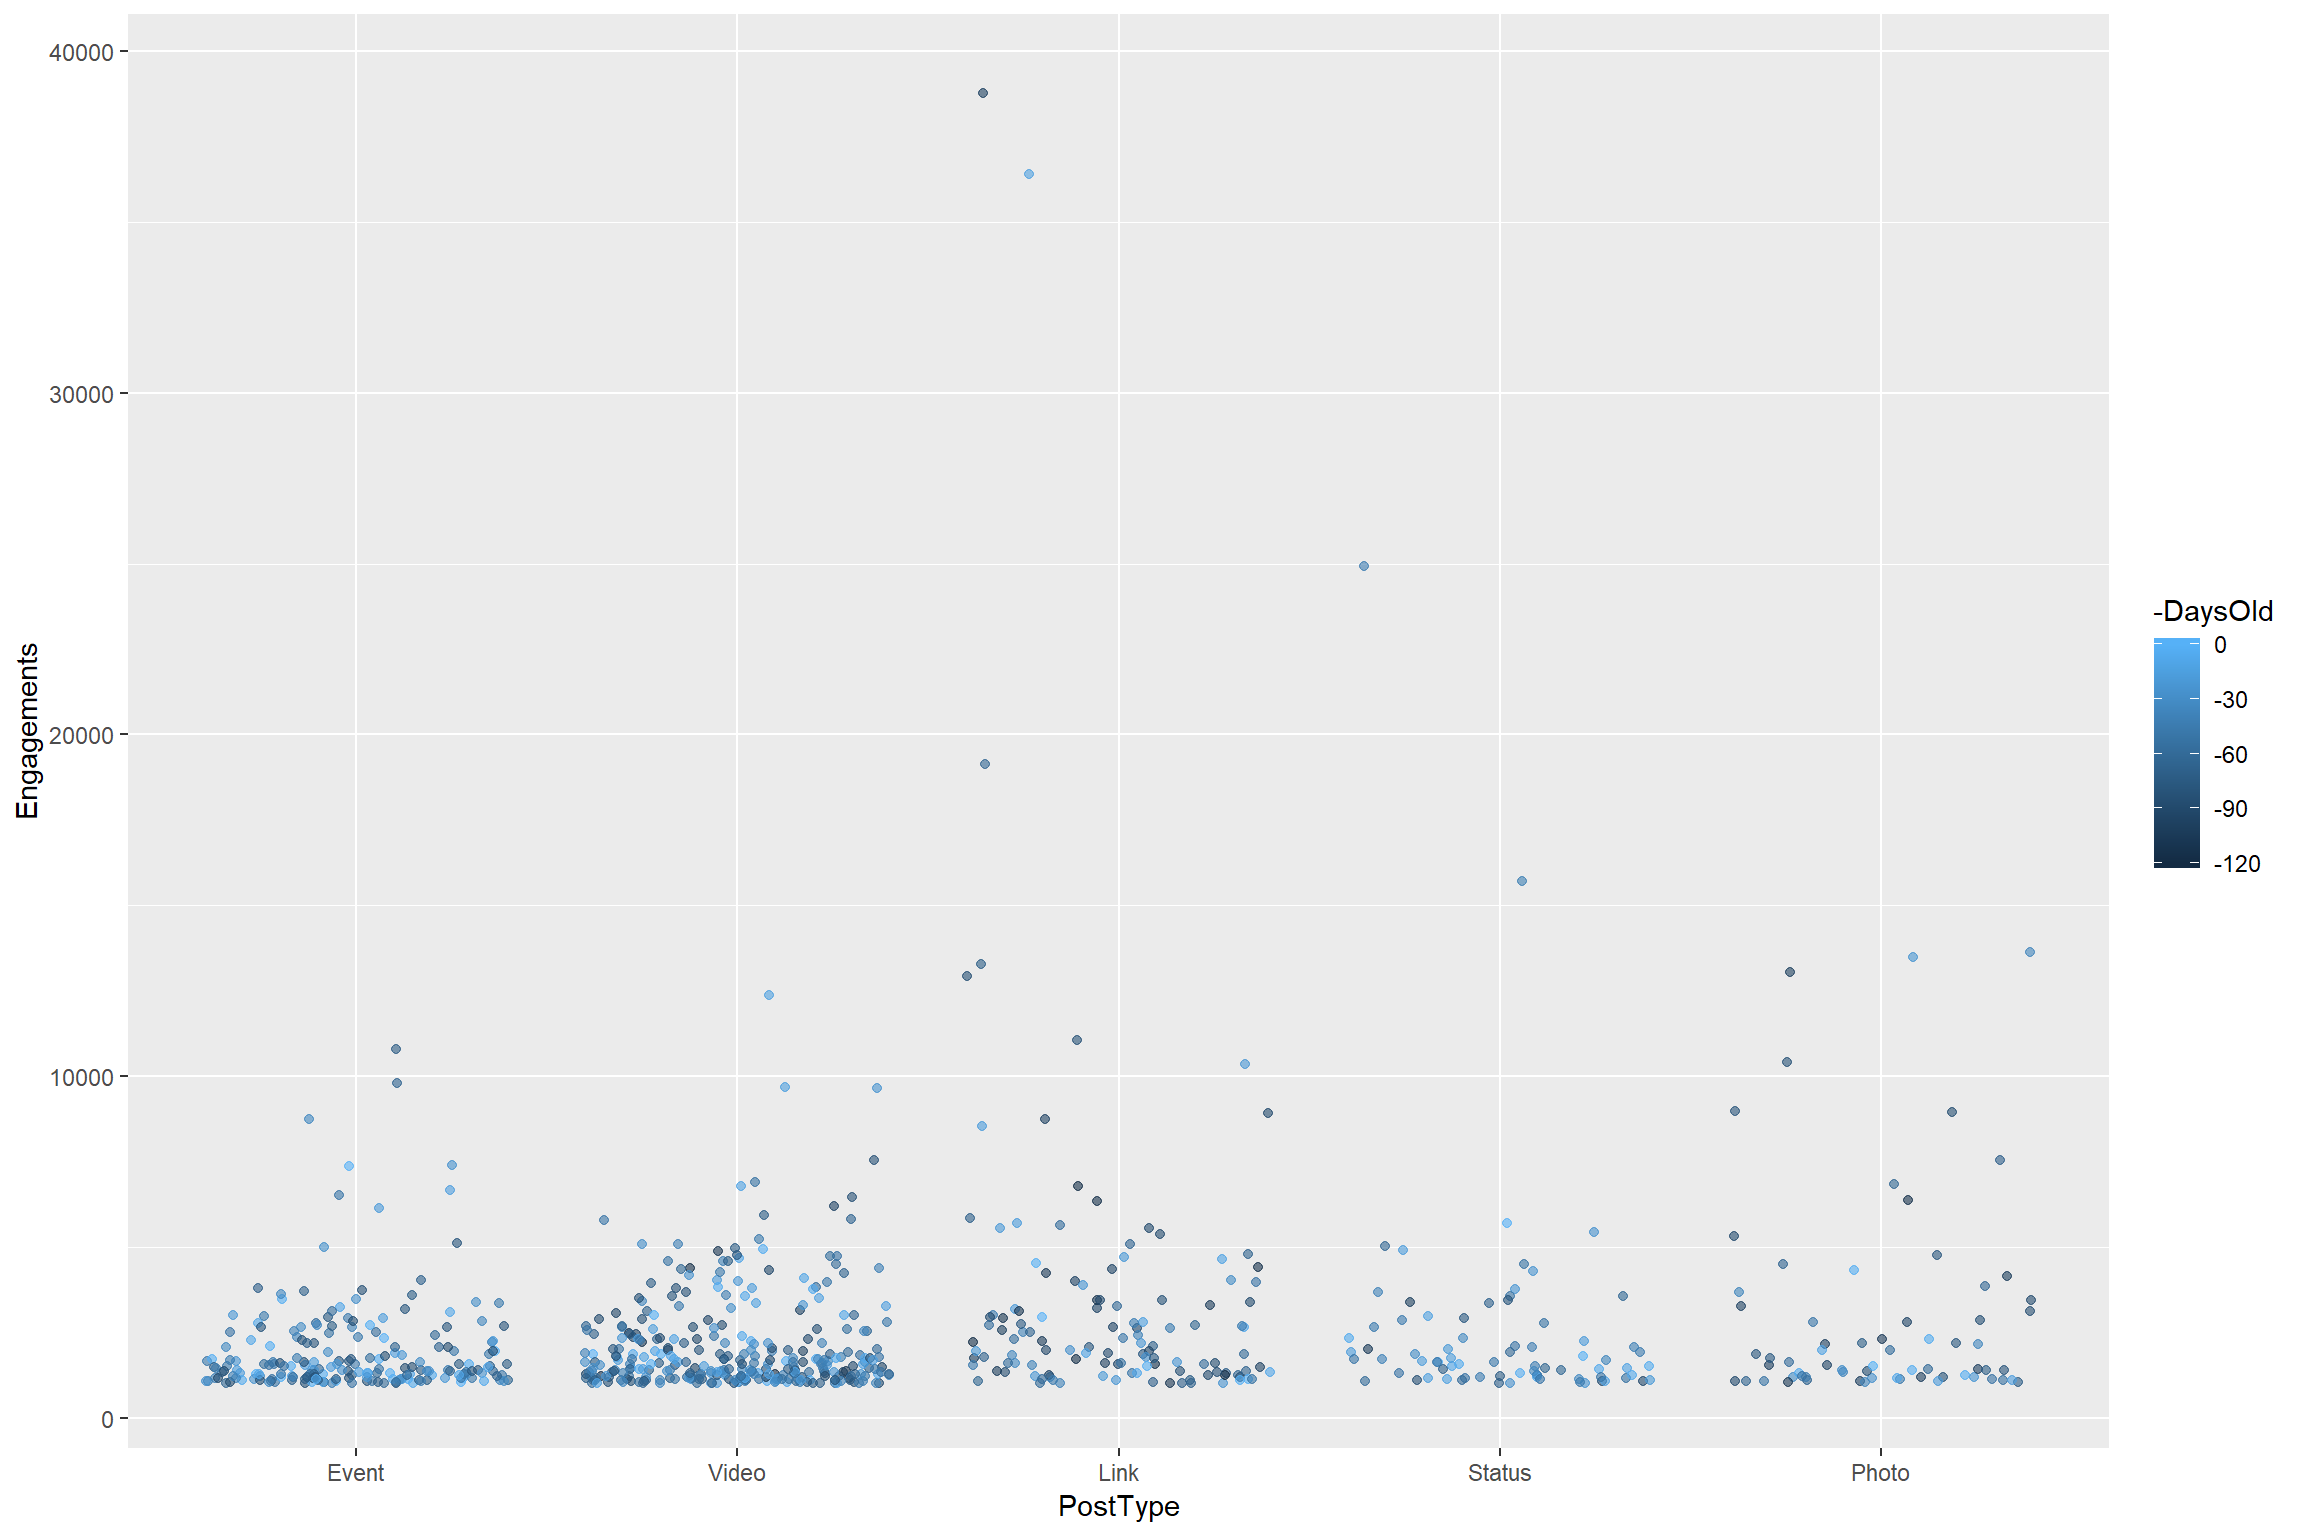 40000
30000
20000
10000
0
Engagements
Event
Video
Link
Status
Photo
PostType
-DaysOld
0
-30
-60
-90
-120